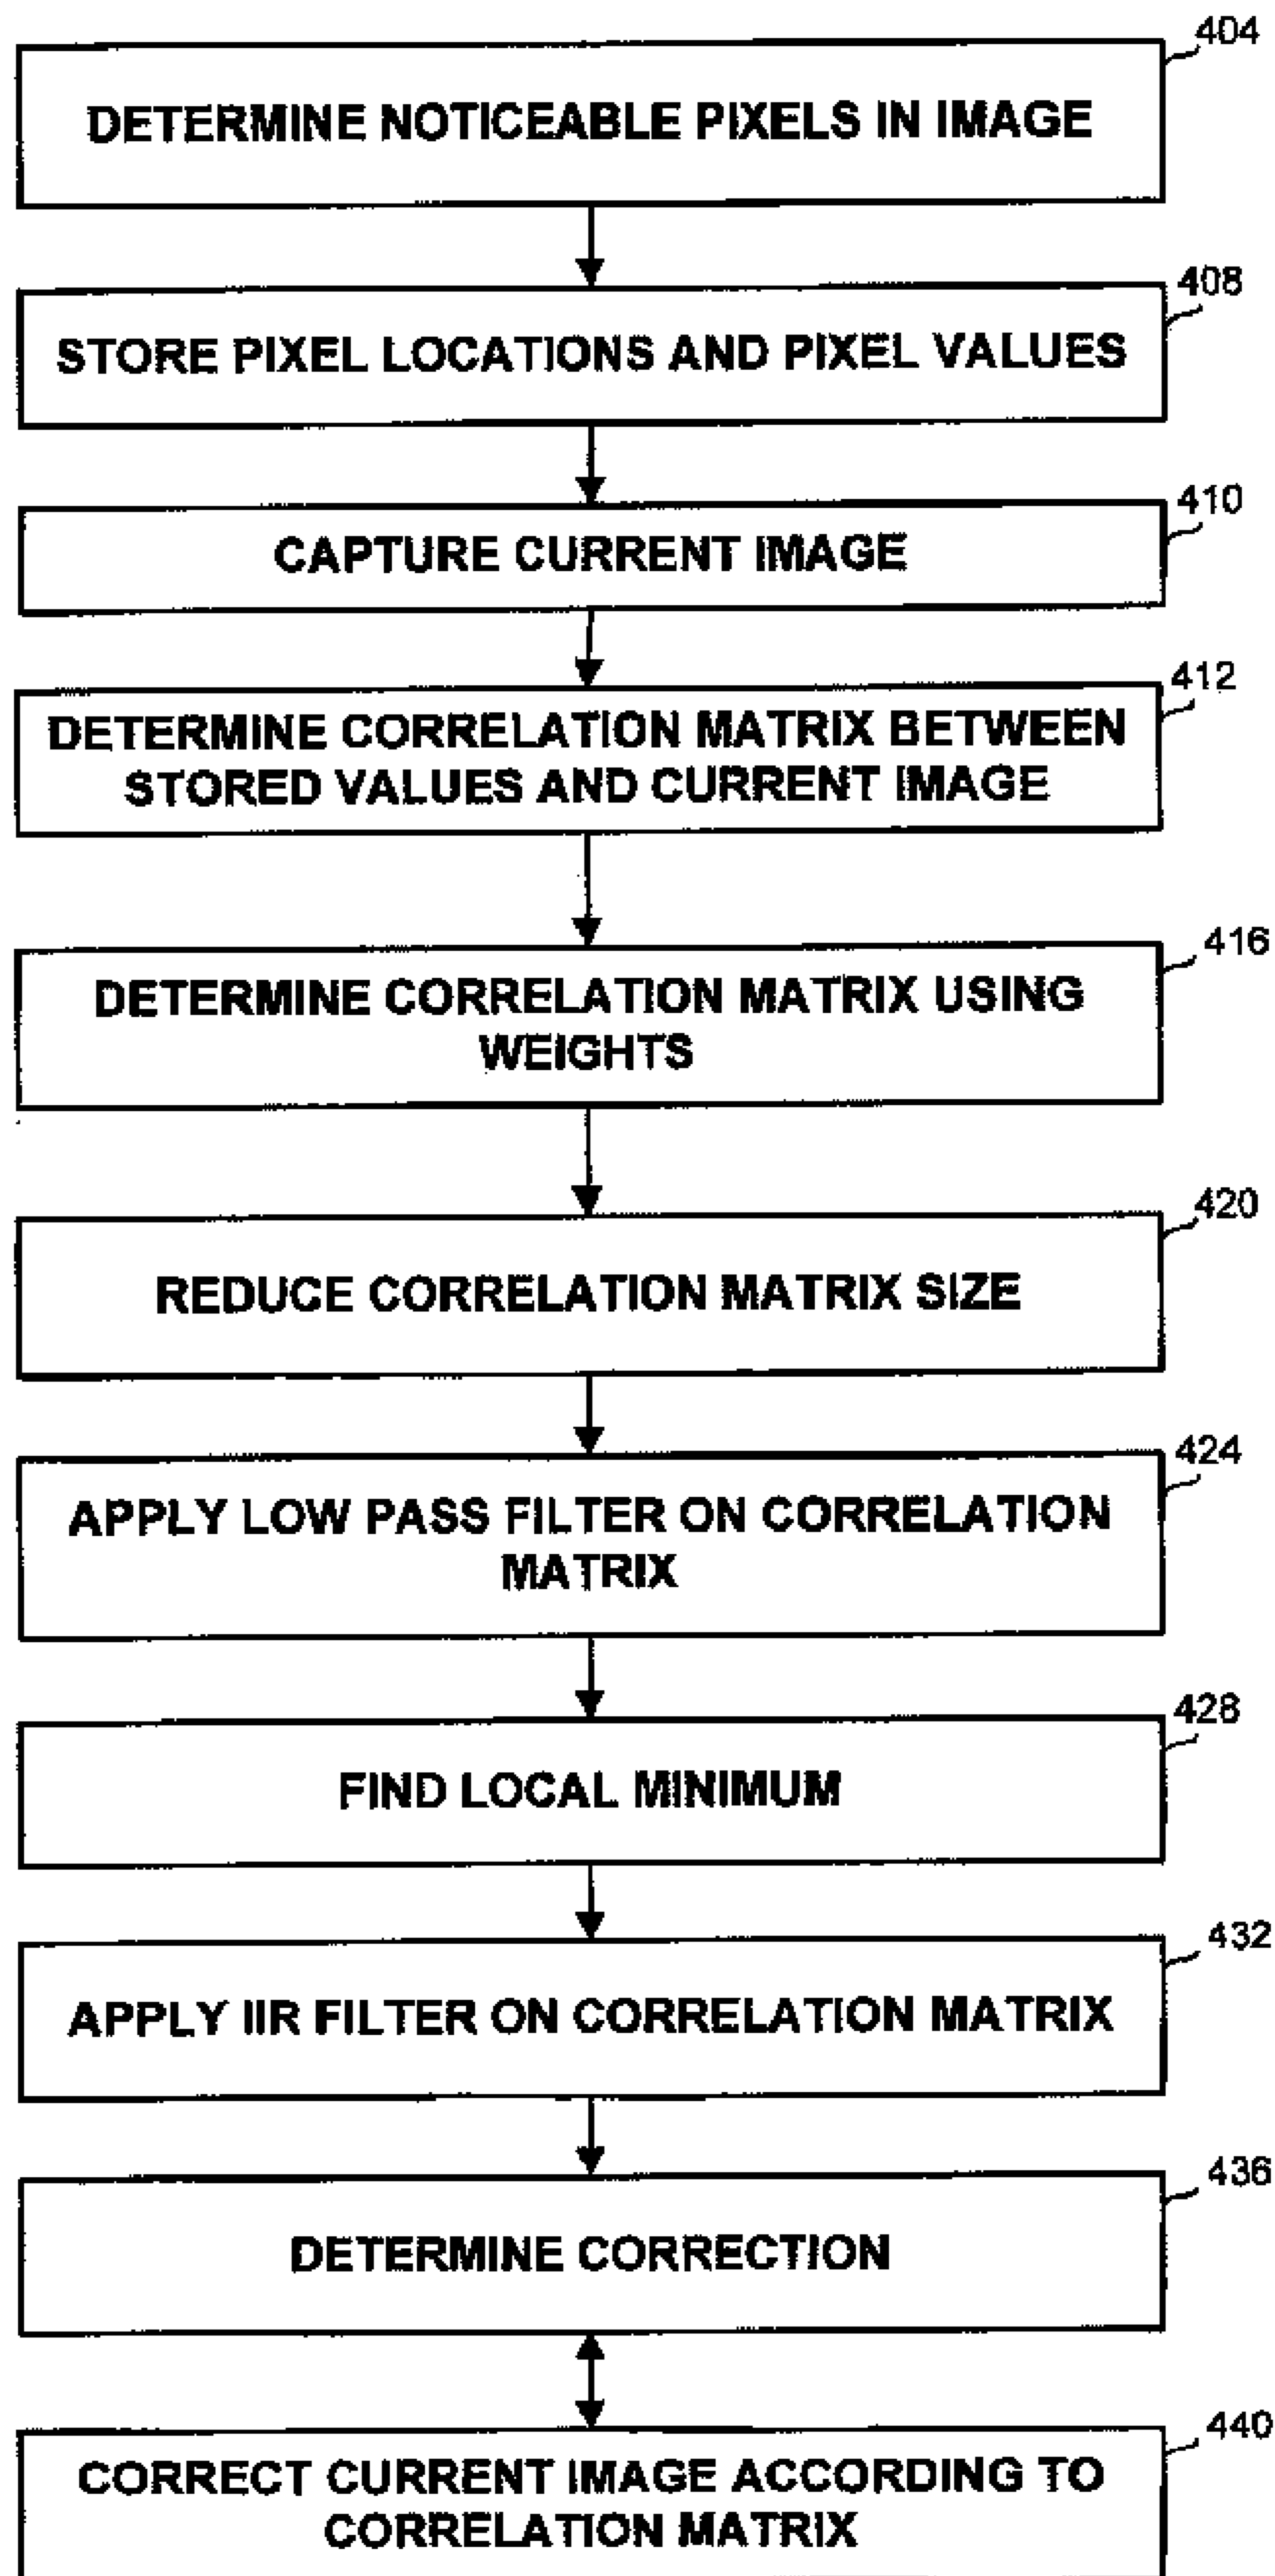 404
DETERMINE NOTICEABLE PIXELS IN IMAGE
408
STORE PIXEL LOCATIONS AND PIXEL VALUES
410
CAPTURE CURRENT IMAGE
412
DETERMINE CORRELATION MATRIX BETWEEN
STORED VALUES AND CURRENT IMAGE
416
DETERMINE CORRELATION MATRIX USING
WEIGHTS
420
REDUCE CORRELATION MATRIX SIZE
424
APPLY LOW PASS FILTER ON CORRELATION
MATRIX
428
FIND LOCAL MINIMUM
432
APPLY IIR FILTER ON CORRELATION MATRIX
436
DETERMINE CORRECTION
440
CORRECT CURRENT IMAGE ACCORDING TO
CORRELATION MATRIX